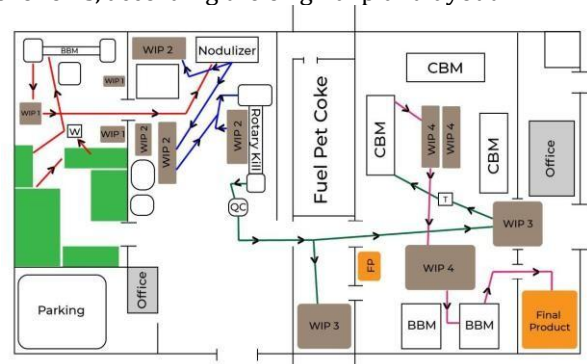 BBM
WIP 2
Nodulizer
WIP 1
WIP1
W
WIP 1
WIP 2
WIP 2
WIP 2
Rotary Kill
QC
Fuel Pet Coke
CBM
CBM
WIP 4
WIP 4
CBM
Office
T
WIP 3
FP
WIP 4
Parking
Office
WIP 3
BBM
BBM
Final
Product